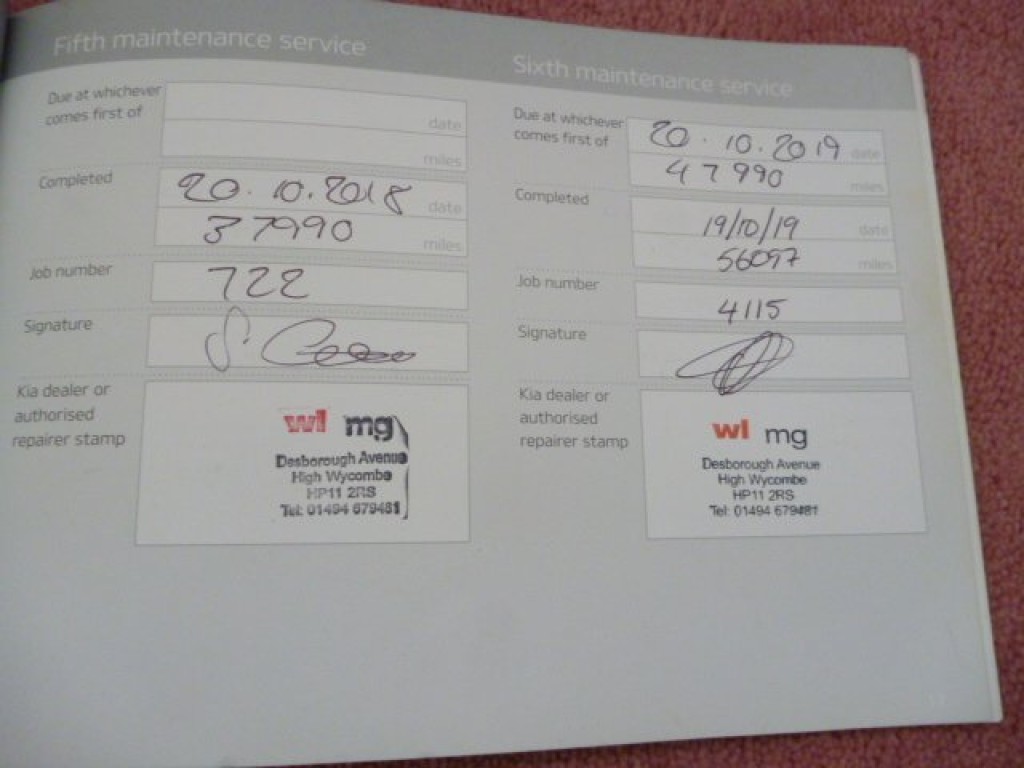 Fifth maintenance service
Due at whichever
comes first of
date
miles
Completed
20.10.2018 date
37990 miles
Job number
722
Signature
Kia dealer or
authorised
repairer stamp
wl mg
Desborough Avenue
High Wycombe
HP11 2RS
Tel: 01494 679481
Sixth maintenance service
Due at whichever
comes first of
20.10.2019 date
47990 miles
Completed
19/10/19 date
56097 miles
Job number
4115
Signature
Kia dealer or
authorised
repairer stamp
wl mg
Desborough Avenue
High Wycombe
HP11 2RS
Tel: 01494 679481